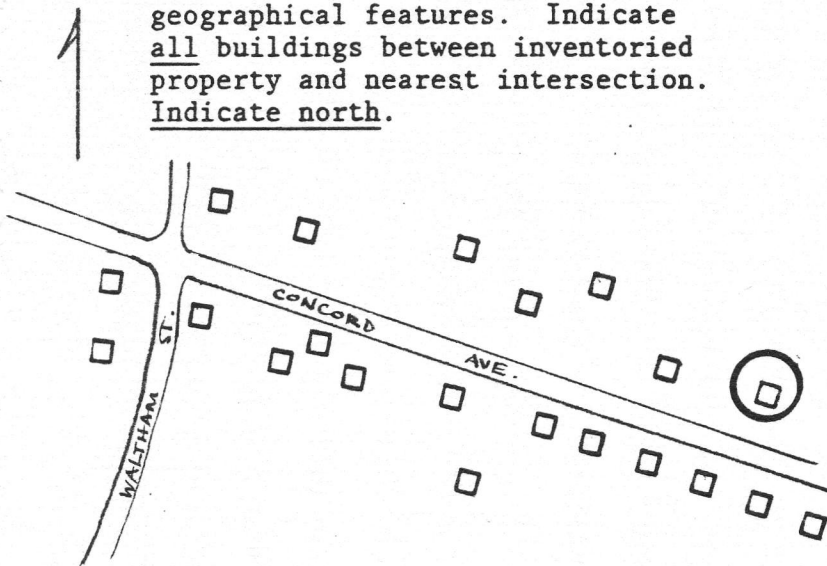 geographical features. Indicate
all buildings between inventoried
property and nearest intersection.
Indicate north.
CONCORD AVE.
WALTHAM ST.